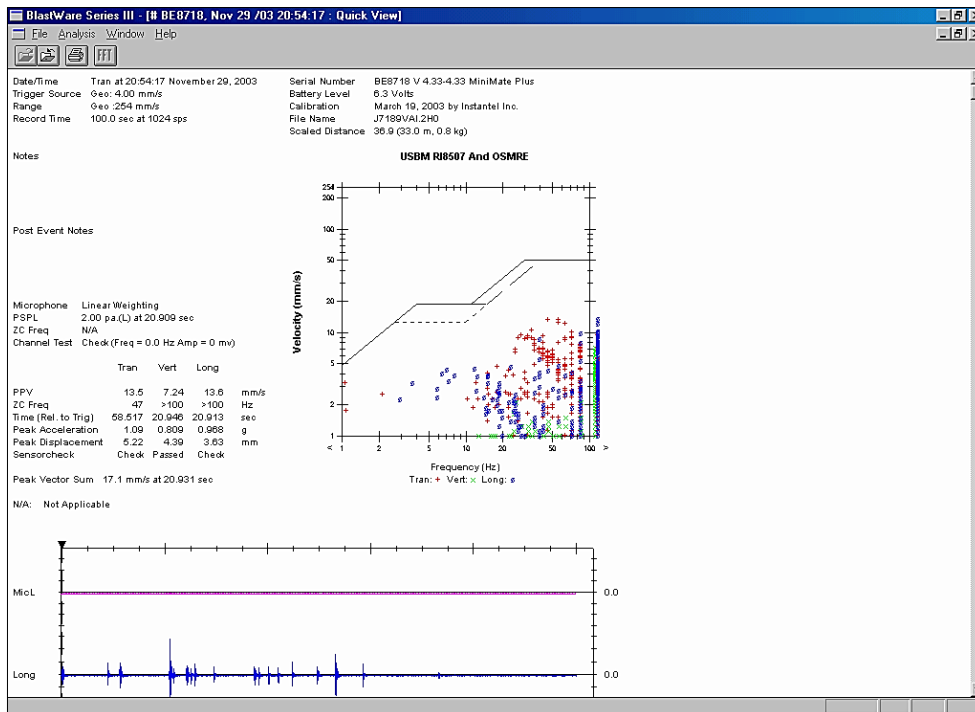 BlastWare Series III - [# BE8718, Nov 29 /03 20:54:17 : Quick View]
File Analysis Window Help
FFT
Date/Time Tran at 20:54:17 November 29, 2003
Trigger Source Geo: 4.00 mm/s
Range Geo :254 mm/s
Record Time 100.0 sec at 1024 sps
Serial Number BE8718 V 4.33-4.33 MiniMate Plus
Battery Level 6.3 Volts
Calibration March 19, 2003 by Instantel Inc.
File Name J7189VAI.2H0
Scaled Distance 36.9 (33.0 m, 0.8 kg)
Notes
Post Event Notes
Microphone Linear Weighting
PSPL 2.00 pa.(L) at 20.909 sec
ZC Freq N/A
Channel Test Check (Freq = 0.0 Hz Amp = 0 mv)
Tran Vert Long
PPV 13.5 7.24 13.6 mm/s
ZC Freq 47 >100 >100 Hz
Time (Rel. to Trig) 58.517 20.946 20.913 sec
Peak Acceleration 1.09 0.809 0.968 g
Peak Displacement 5.22 4.39 3.63 mm
Sensorcheck Check Passed Check
Peak Vector Sum 17.1 mm/s at 20.931 sec
N/A: Not Applicable
USBM RI8507 And OSMRE
Velocity (mm/s)
254
200
100
50
20
10
5
2
1
< 1 2 5 10 20 50 100 >
Frequency (Hz)
Tran: + Vert: × Long: ø
MicL 0.0
Long 0.0